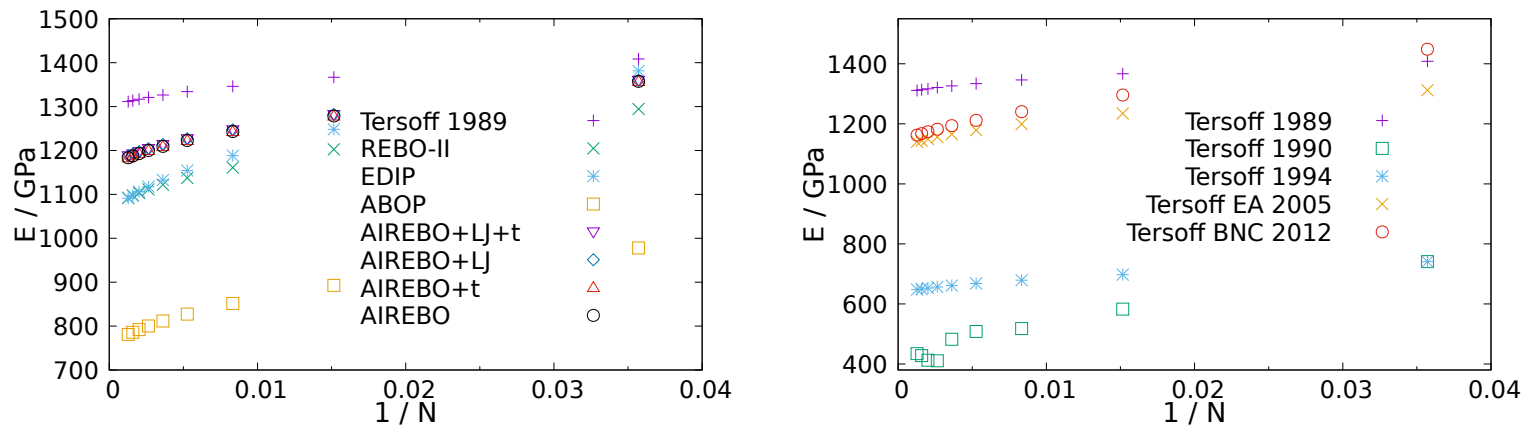 1500
1400
1300
1200
1100
1000
900
800
700
E / GPa
Tersoff 1989
REBO-II
EDIP
ABOP
AIREBO+LJ+t
AIREBO+LJ
AIREBO+t
AIREBO
0 0.01 0.02 0.03 0.04
1 / N
1400
1200
1000
800
600
400
E / GPa
Tersoff 1989
Tersoff 1990
Tersoff 1994
Tersoff EA 2005
Tersoff BNC 2012
0 0.01 0.02 0.03 0.04
1 / N